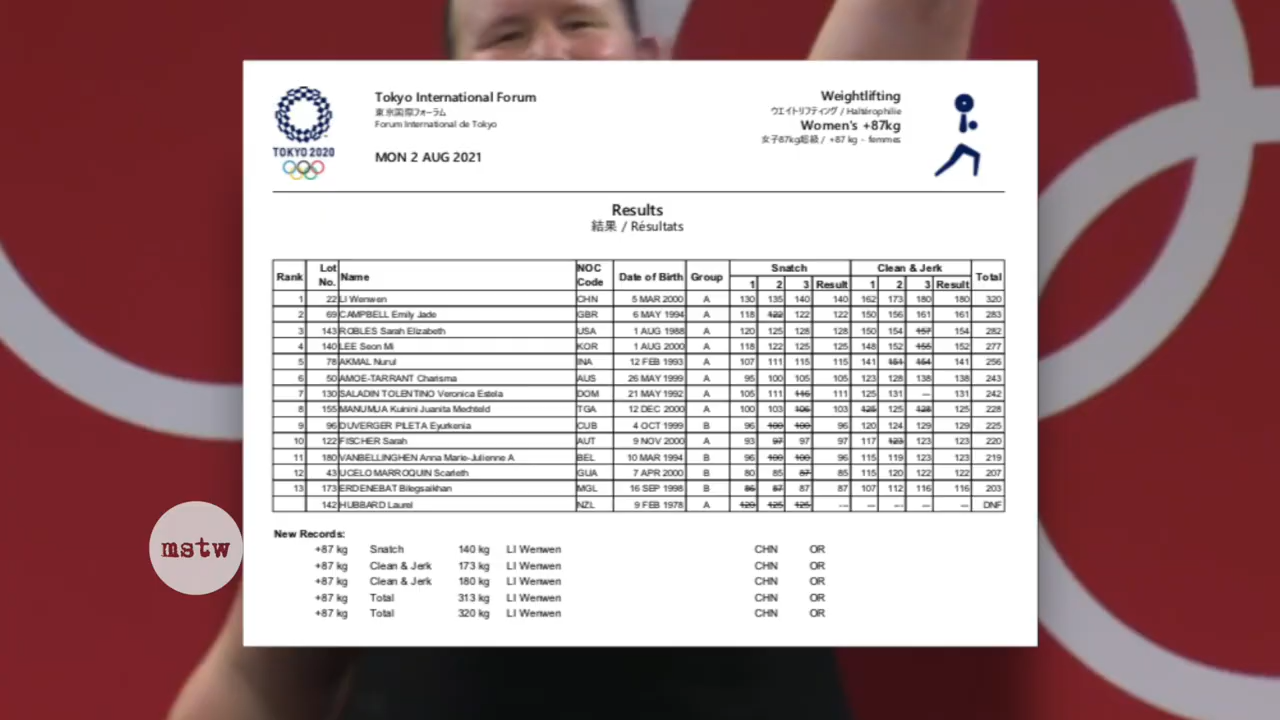 Tokyo International Forum
東京国際フォーラム
Forum International de Tokyo
MON 2 AUG 2021
TOKYO 2020
Weightlifting
ウエイトリフティング / Haltérophilie
Women's +87kg
女子87kg超級 / +87 kg - femmes
Results
結果 / Résultats
Rank Lot No. Name NOC Code Date of Birth Group Snatch Clean & Jerk Total
1 2 3 Result 1 2 3 Result
1 22 LI Wenwen CHN 5 MAR 2000 A 130 135 140 140 162 173 180 180 320
2 69 CAMPBELL Emily Jade GBR 6 MAY 1994 A 118 122 122 122 150 156 161 161 283
3 143 ROBLES Sarah Elizabeth USA 1 AUG 1988 A 120 125 128 128 150 154 157 154 282
4 140 LEE Seon Mi KOR 1 AUG 2000 A 118 122 125 125 148 152 155 152 277
5 78 AKMAL Nurul INA 12 FEB 1993 A 107 111 115 115 141 151 154 141 256
6 50 AMOE-TARRANT Charisma AUS 26 MAY 1999 A 95 100 105 105 123 128 138 138 243
7 130 SALADIN TOLENTINO Veronica Estela DOM 21 MAY 1992 A 105 111 116 111 125 131 --- 131 242
8 155 MANUMUA Kuinini Juanita Mechteld TGA 12 DEC 2000 A 100 103 106 103 125 125 128 125 228
9 96 DUVERGER PILETA Eyurkenia CUB 4 OCT 1999 B 96 100 100 96 120 124 129 129 225
10 122 FISCHER Sarah AUT 9 NOV 2000 A 93 97 97 97 117 123 123 123 220
11 180 VANBELLINGHEN Anna Marie-Julienne A BEL 10 MAR 1994 B 96 100 100 96 115 119 123 123 219
12 43 UCELO MARROQUIN Scarleth GUA 7 APR 2000 B 80 85 87 85 115 120 122 122 207
13 173 ERDENEBAT Bilegsaikhan MGL 16 SEP 1998 B 86 87 87 87 107 112 116 116 203
142 HUBBARD Laurel NZL 9 FEB 1978 A 120 125 125 --- --- --- --- --- DNF
New Records:
+87 kg Snatch 140 kg LI Wenwen CHN OR
+87 kg Clean & Jerk 173 kg LI Wenwen CHN OR
+87 kg Clean & Jerk 180 kg LI Wenwen CHN OR
+87 kg Total 313 kg LI Wenwen CHN OR
+87 kg Total 320 kg LI Wenwen CHN OR
mstw